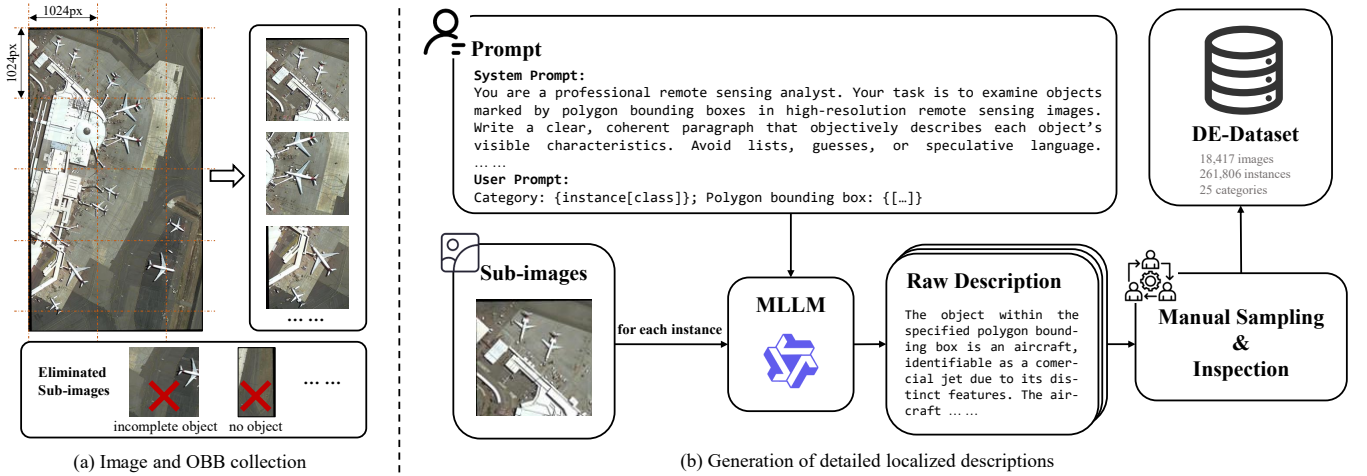 1024px
1024px
... ...
Eliminated
Sub-images
... ...
incomplete object
no object
(a) Image and OBB collection
Prompt
System Prompt:
You are a professional remote sensing analyst. Your task is to examine objects
marked by polygon bounding boxes in high-resolution remote sensing images.
Write a clear, coherent paragraph that objectively describes each object's
visible characteristics. Avoid lists, guesses, or speculative language.
... ...
User Prompt:
Category: {instance[class]}; Polygon bounding box: {[…]}
Sub-images
for each instance
MLLM
Raw Description
The object within the
specified polygon bound-
ing box is an aircraft,
identifiable as a comer-
cial jet due to its dis-
tinct features. The air-
craft ... ...
Manual Sampling
&
Inspection
DE-Dataset
18,417 images
261,806 instances
25 categories
(b) Generation of detailed localized descriptions